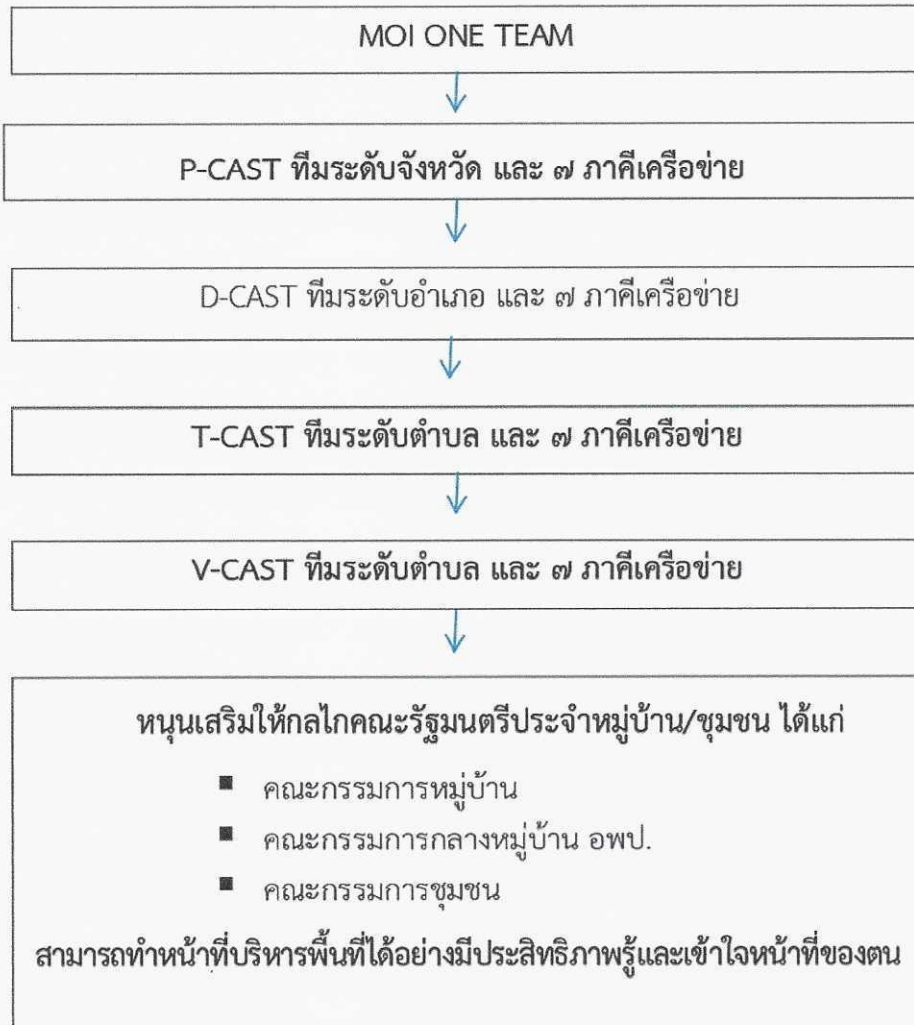 MOI ONE TEAM
P-CAST ทีมระดับจังหวัด และ ๗ ภาคีเครือข่าย
D-CAST ทีมระดับอำเภอ และ ๗ ภาคีเครือข่าย
T-CAST ทีมระดับตำบล และ ๗ ภาคีเครือข่าย
V-CAST ทีมระดับตำบล และ ๗ ภาคีเครือข่าย
หนุนเสริมให้กลไกคณะรัฐมนตรีประจำหมู่บ้าน/ชุมชน ได้แก่
▪ คณะกรรมการหมู่บ้าน
▪ คณะกรรมการกลางหมู่บ้าน อพป.
▪ คณะกรรมการชุมชน
สามารถทำหน้าที่บริหารพื้นที่ได้อย่างมีประสิทธิภาพรู้และเข้าใจหน้าที่ของตน